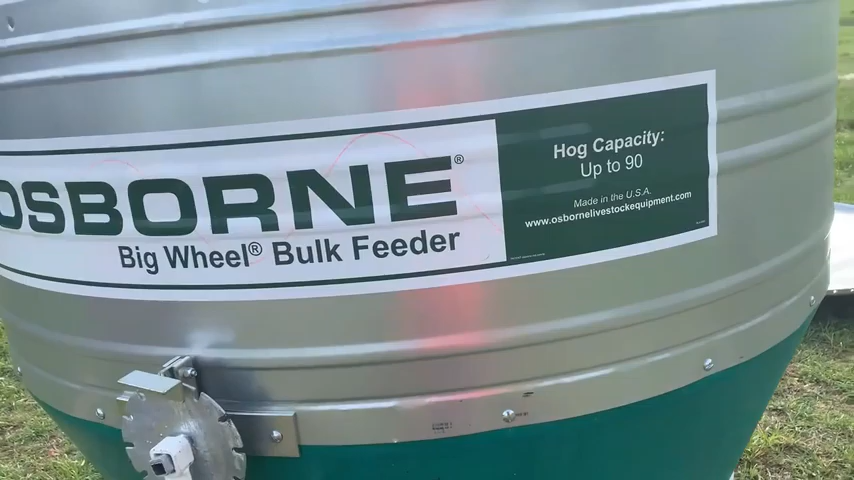 OSBORNE®
Big Wheel® Bulk Feeder
Hog Capacity:
Up to 90
Made in the U.S.A.
www.osbornelivestockequipment.com